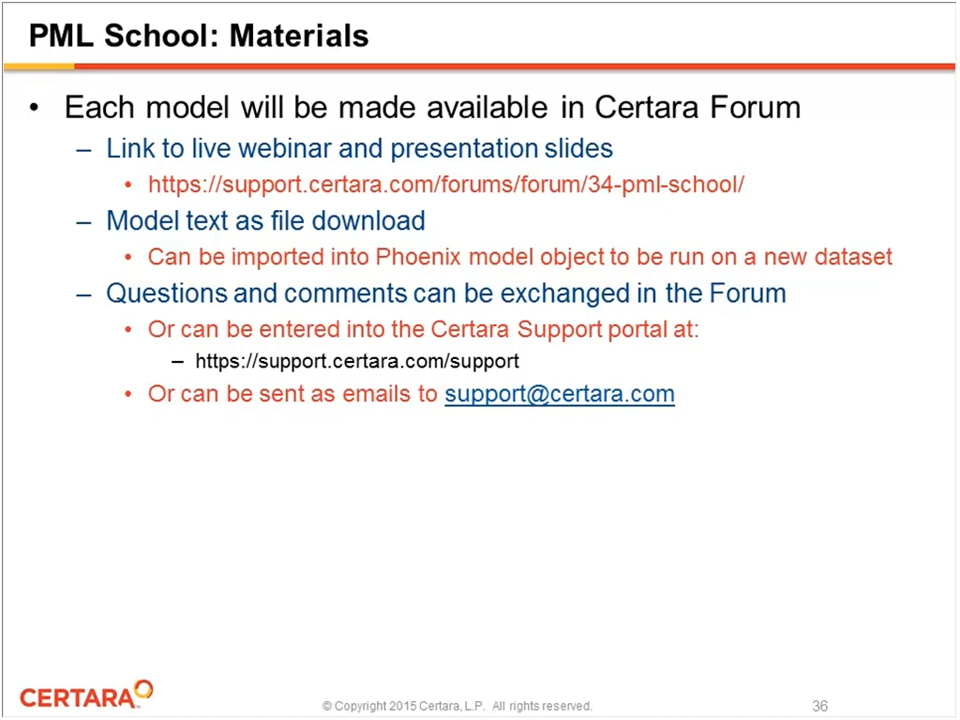 PML School: Materials
• Each model will be made available in Certara Forum
– Link to live webinar and presentation slides
• https://support.certara.com/forums/forum/34-pml-school/
– Model text as file download
• Can be imported into Phoenix model object to be run on a new dataset
– Questions and comments can be exchanged in the Forum
• Or can be entered into the Certara Support portal at:
– https://support.certara.com/support
• Or can be sent as emails to support@certara.com
CERTARA
© Copyright 2015 Certara, L.P. All rights reserved.
36